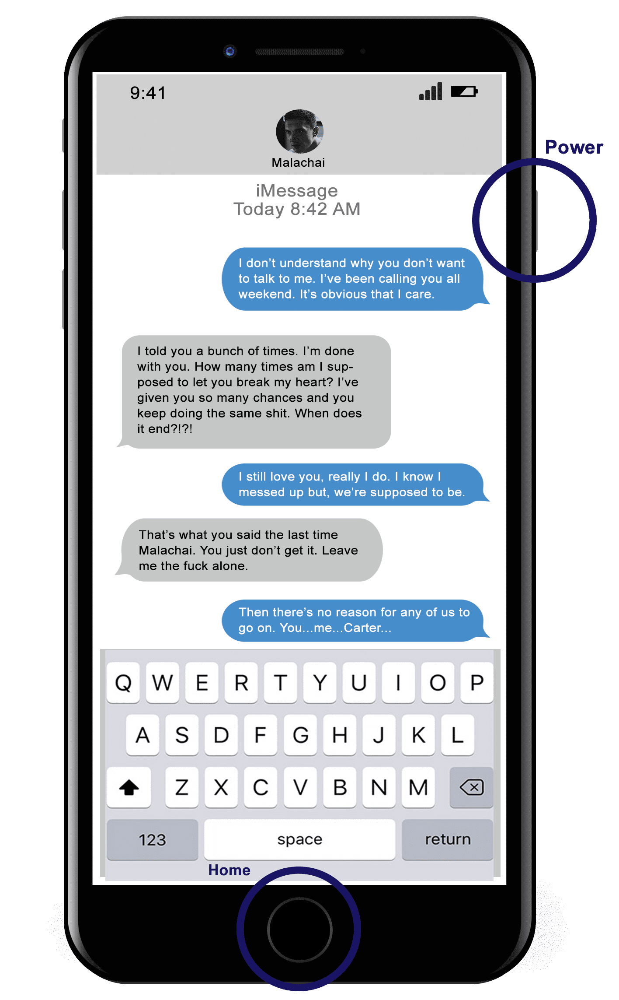 9:41
Power
Malachai
iMessage
Today 8:42 AM
I don’t understand why you don’t want
to talk to me. I’ve been calling you all
weekend. It’s obvious that I care.
I told you a bunch of times. I’m done
with you. How many times am I sup-
posed to let you break my heart? I’ve
given you so many chances and you
keep doing the same shit. When does
it end?!?!
I still love you, really I do. I know I
messed up but, we’re supposed to be.
That’s what you said the last time
Malachai. You just don’t get it. Leave
me the fuck alone.
Then there’s no reason for any of us to
go on. You...me...Carter...
Q W E R T Y U I O P
A S D F G H J K L
Z X C V B N M
123 space return
Home